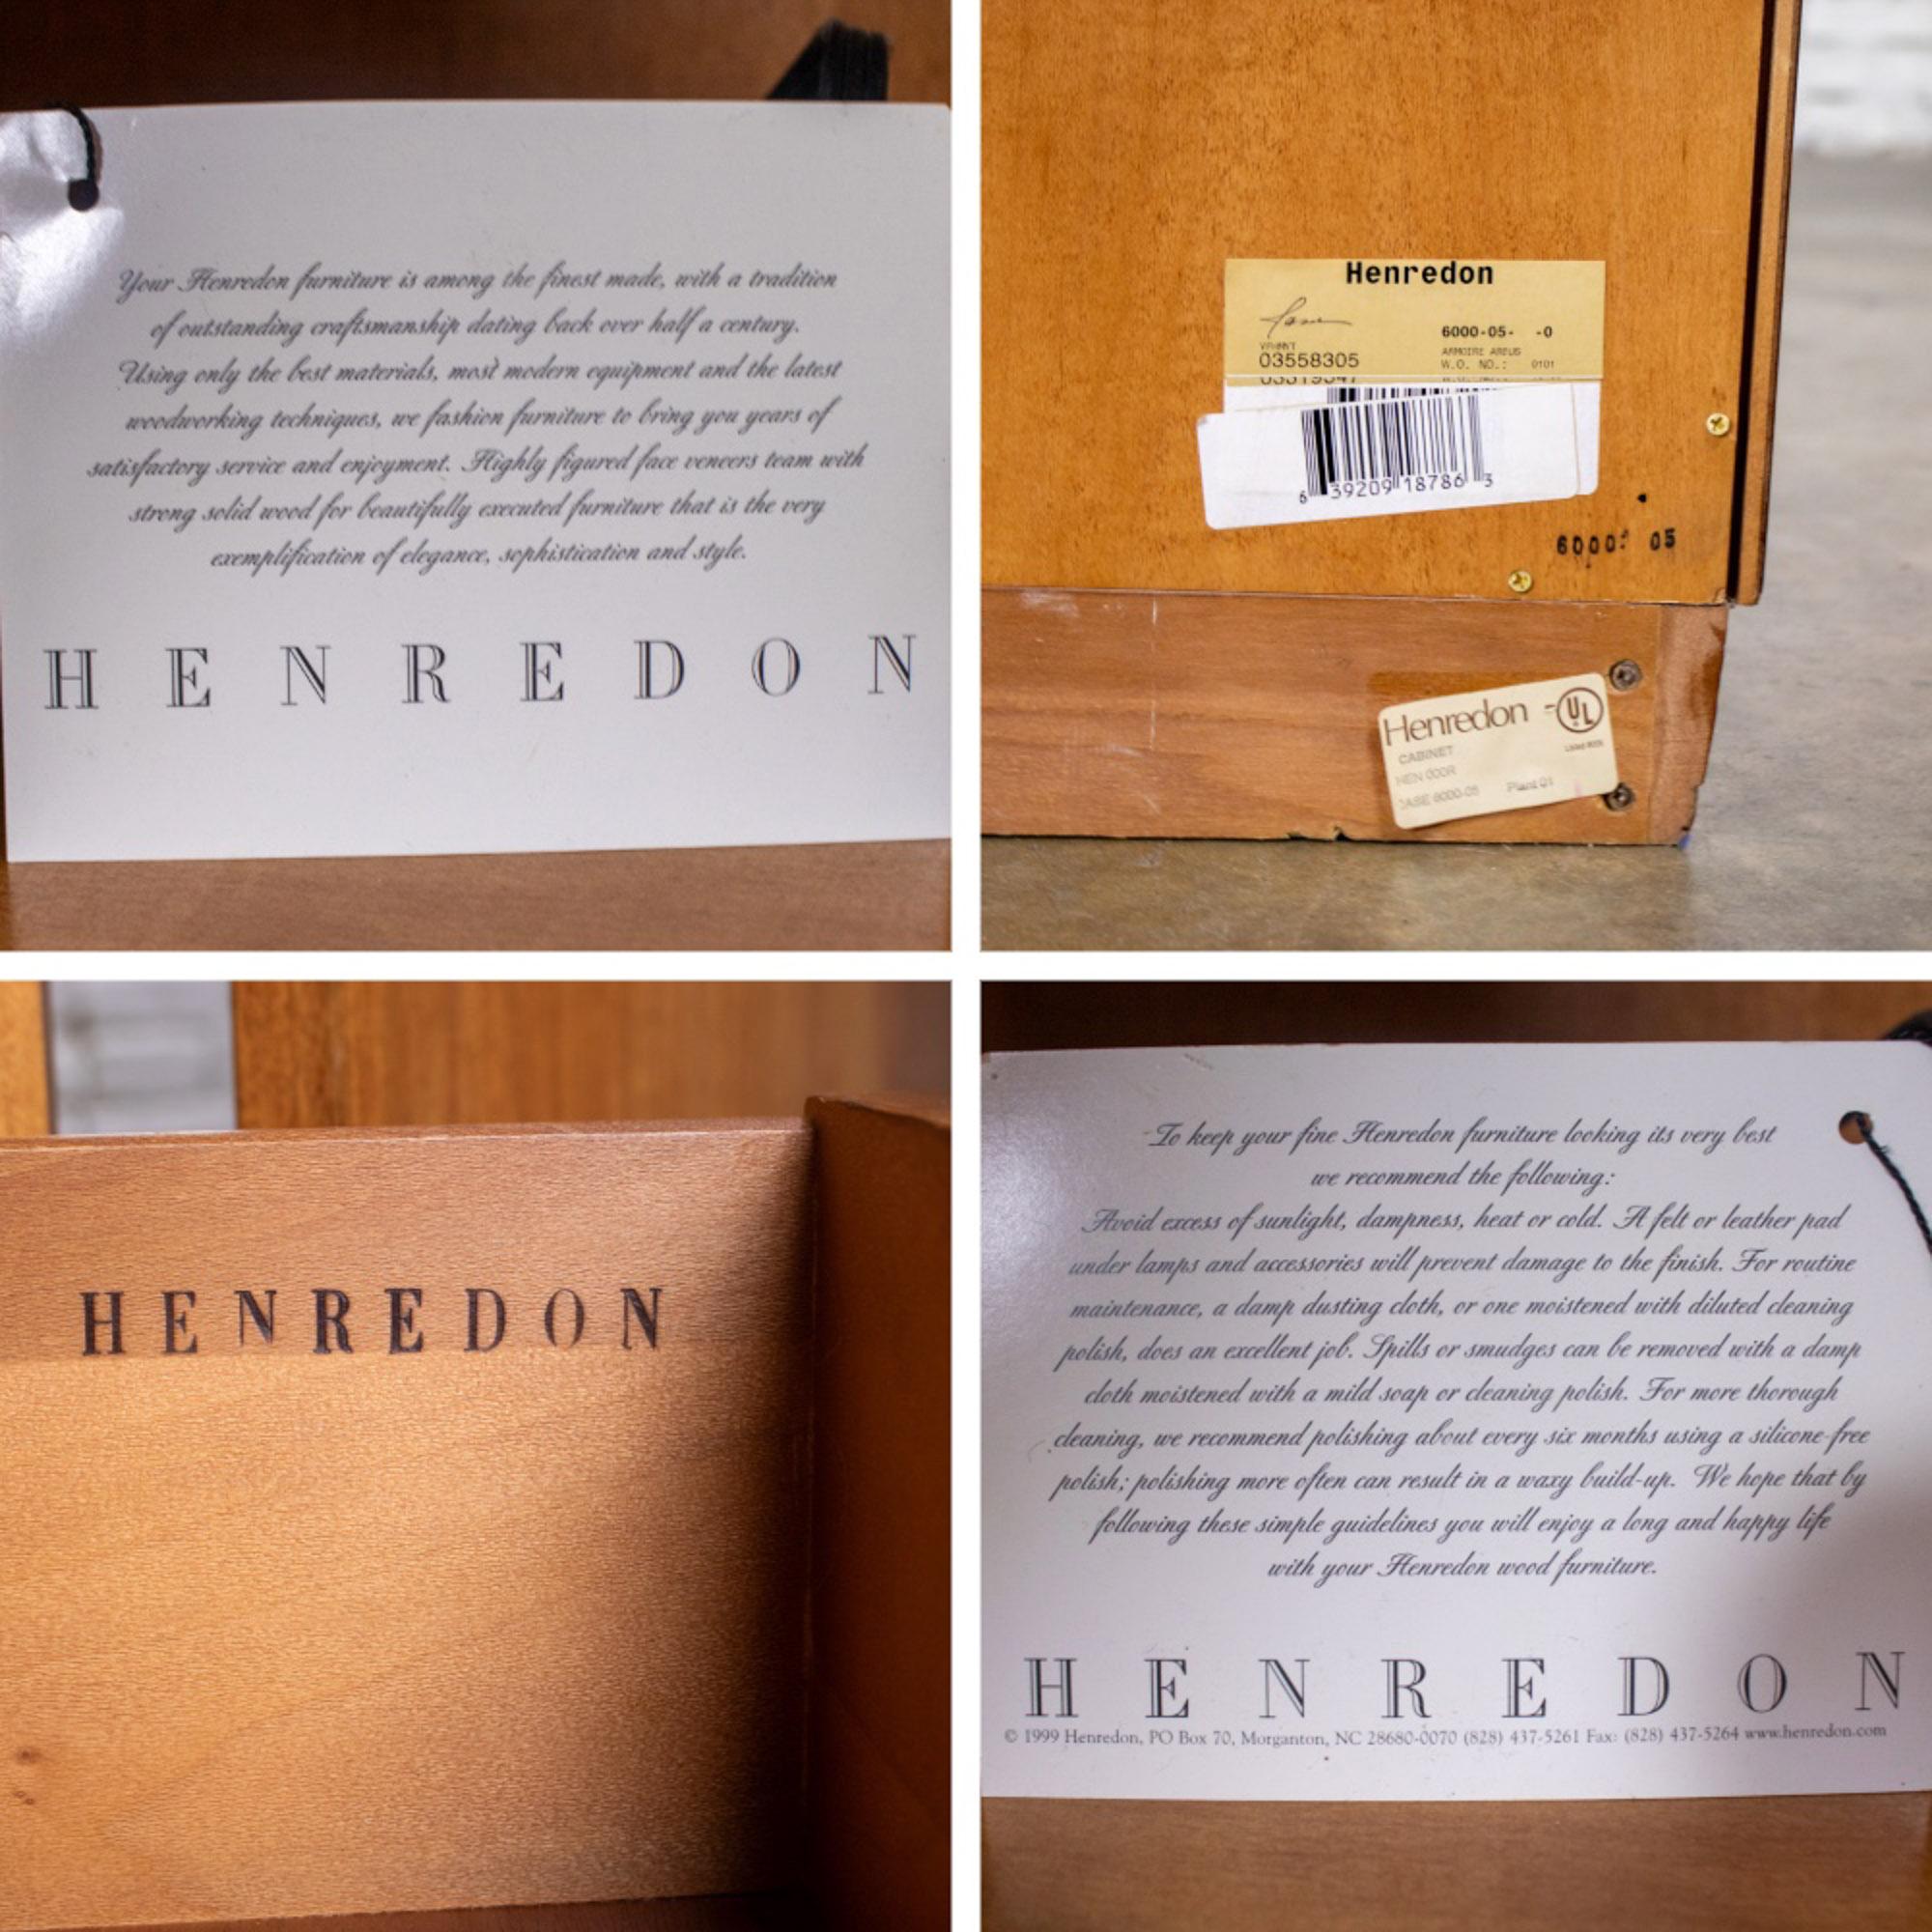 Your Henredon furniture is among the finest made, with a tradition
of outstanding craftsmanship dating back over half a century.
Using only the best materials, most modern equipment and the latest
woodworking techniques, we fashion furniture to bring you years of
satisfactory service and enjoyment. Highly figured face veneers team with
strong solid wood for beautifully executed furniture that is the very
exemplification of elegance, sophistication and style.
HENREDON
Henredon
6000-05- -0
03558305
W.O. NO.: 0101
6 39209 18786 3
6000 05
Henredon UL
CABINET
6000-05 Plant 01
HENREDON
To keep your fine Henredon furniture looking its very best
we recommend the following:
Avoid excess of sunlight, dampness, heat or cold. A felt or leather pad
under lamps and accessories will prevent damage to the finish. For routine
maintenance, a damp dusting cloth, or one moistened with diluted cleaning
polish, does an excellent job. Spills or smudges can be removed with a damp
cloth moistened with a mild soap or cleaning polish. For more thorough
cleaning, we recommend polishing about every six months using a silicone-free
polish; polishing more often can result in a waxy build-up. We hope that by
following these simple guidelines you will enjoy a long and happy life
with your Henredon wood furniture.
HENREDON
© 1999 Henredon, PO Box 70, Morganton, NC 28680-0070 (828) 437-5261 Fax: (828) 437-5264 www.henredon.com